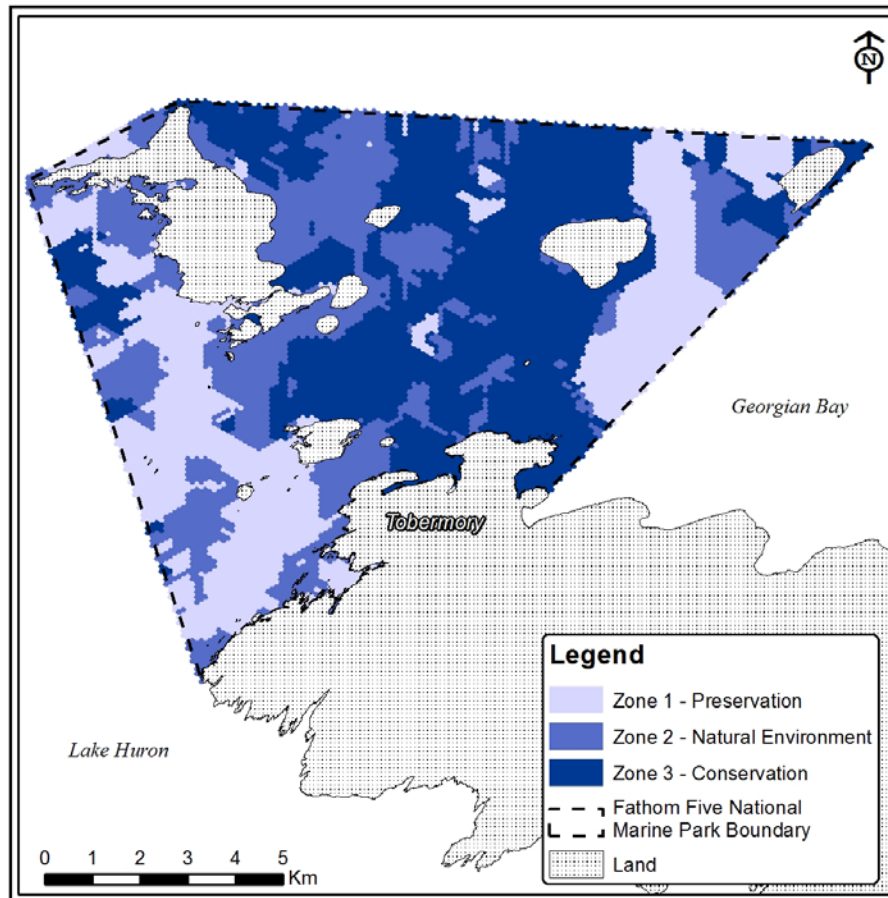 N
Georgian Bay
Tobermory
Lake Huron
Legend
Zone 1 - Preservation
Zone 2 - Natural Environment
Zone 3 - Conservation
Fathom Five National
Marine Park Boundary
Land
0 1 2 3 4 5
Km